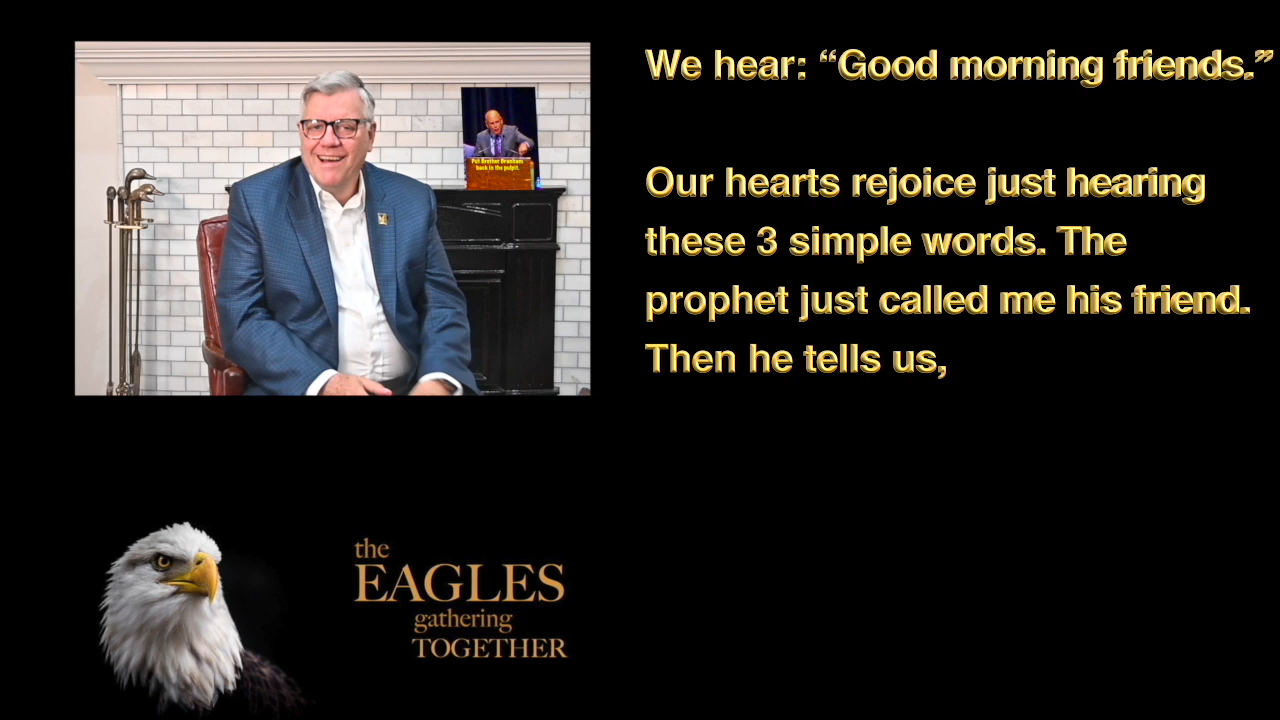 We hear: “Good morning friends.”
Our hearts rejoice just hearing
these 3 simple words. The
prophet just called me his friend.
Then he tells us,
Put Brother Branham
back in the pulpit.
the
EAGLES
gathering
TOGETHER